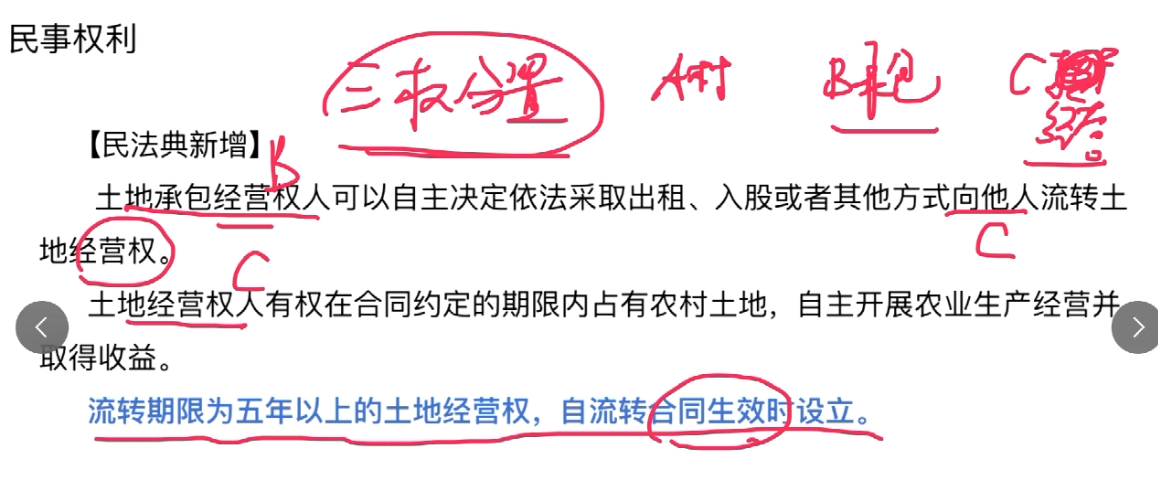 民事权利
三权分置 A村 B承包 C
经营
【民法典新增】
B
土地承包经营权人可以自主决定依法采取出租、入股或者其他方式向他人流转土
地经营权。
C C
土地经营权人有权在合同约定的期限内占有农村土地，自主开展农业生产经营并
取得收益。
流转期限为五年以上的土地经营权，自流转合同生效时设立。